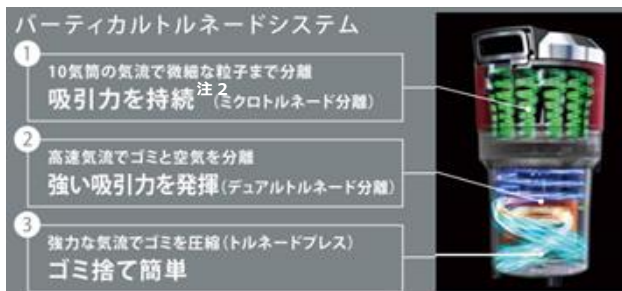 バーティカルトルネードシステム
1
10気筒の気流で微細な粒子まで分離
吸引力を持続注2(ミクロトルネード分離)
2
高速気流でゴミと空気を分離
強い吸引力を発揮(デュアルトルネード分離)
3
強力な気流でゴミを圧縮(トルネードプレス)
ゴミ捨て簡単